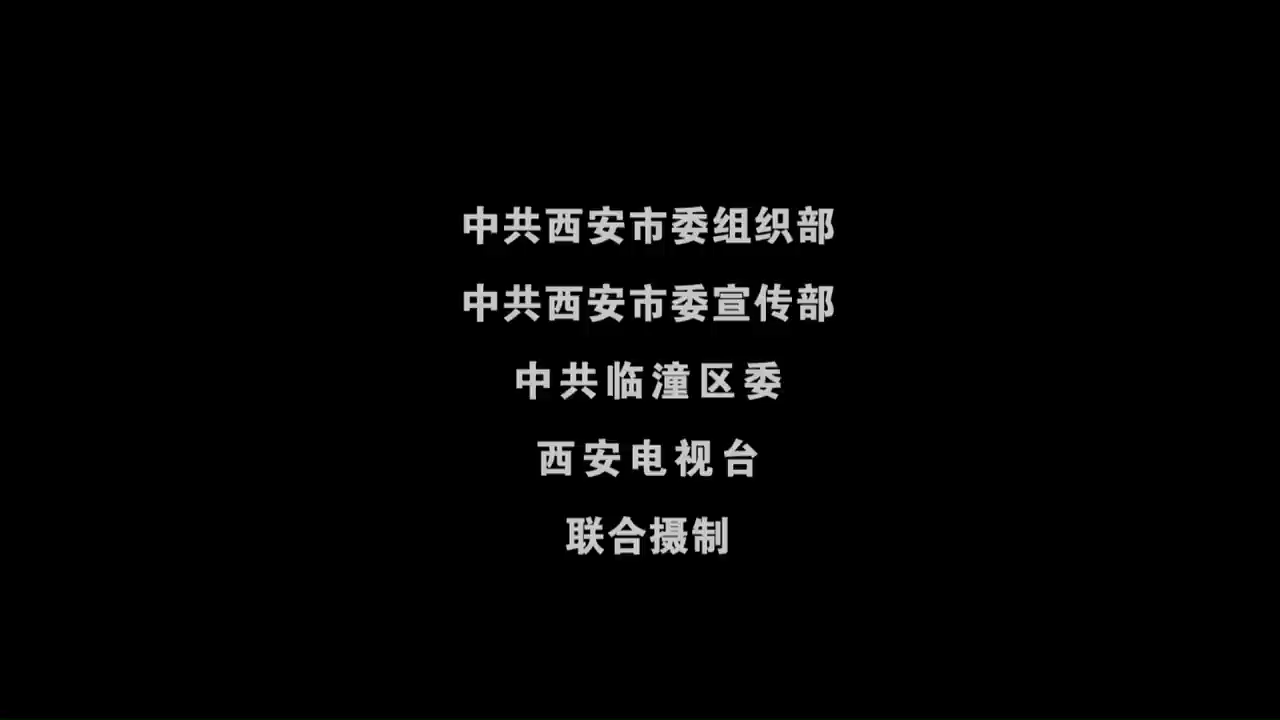 中共西安市委组织部
中共西安市委宣传部
中共临潼区委
西安电视台
联合摄制